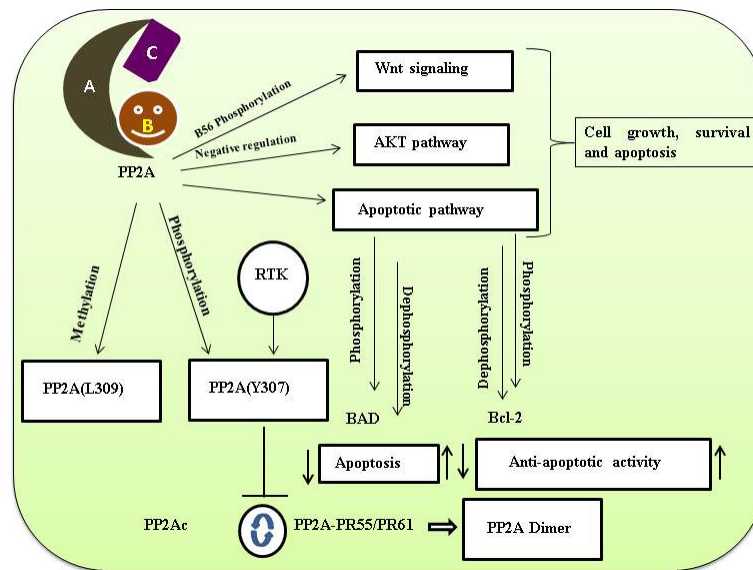 C
A
B
PP2A
B56 Phosphorylation
Negative regulation
Wnt signaling
AKT pathway
Apoptotic pathway
Cell growth, survival
and apoptosis
Methylation
Phosphorylation
RTK
Phosphorylation
Dephosphorylation
Dephosphorylation
Phosphorylation
PP2A(L309)
PP2A(Y307)
BAD
Bcl-2
Apoptosis
Anti-apoptotic activity
PP2Ac
PP2A-PR55/PR61
PP2A Dimer